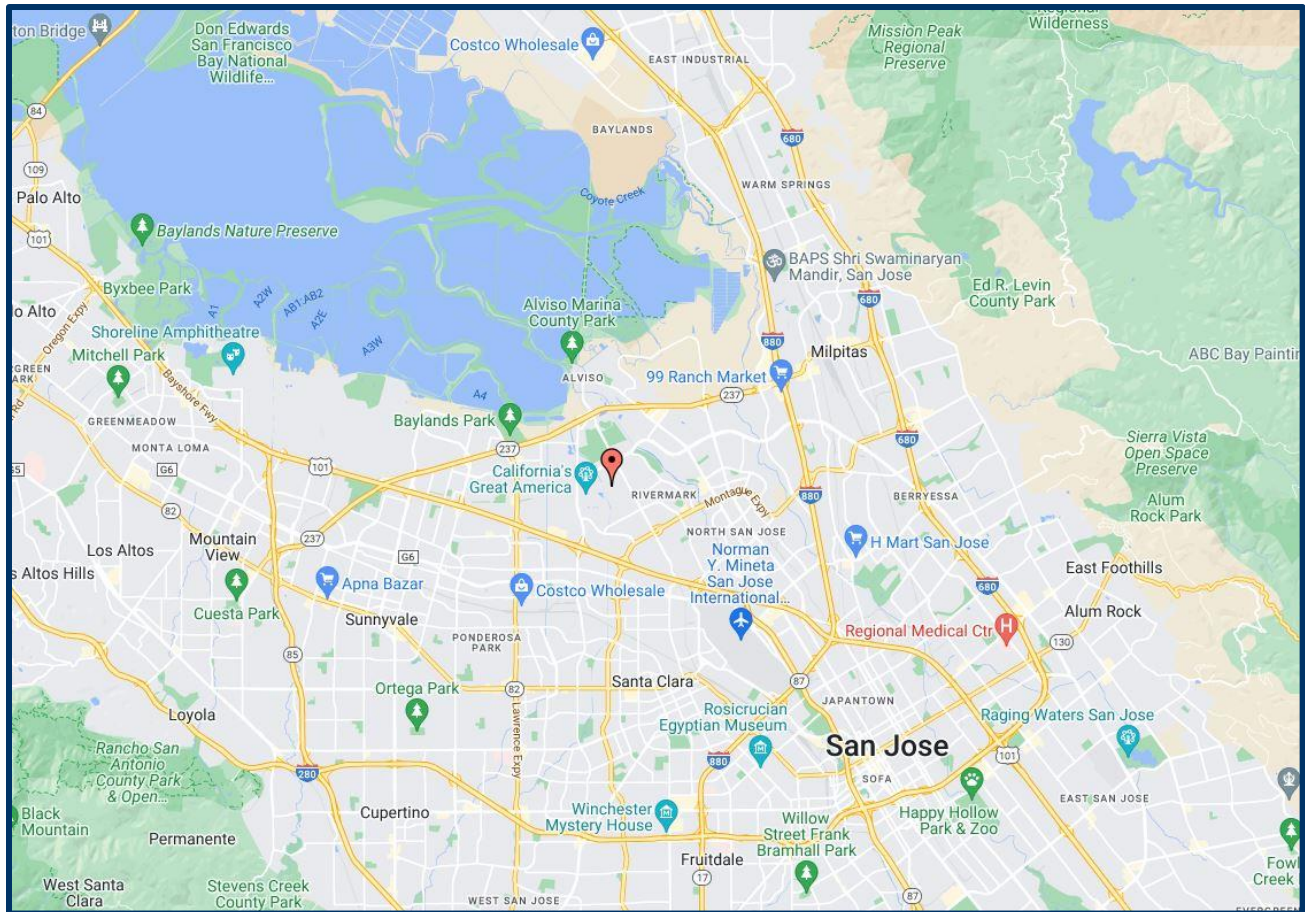 ton Bridge
Don Edwards
San Francisco
Bay National
Wildlife...
Costco Wholesale
EAST INDUSTRIAL
Mission Peak
Regional
Preserve
Regional
Wilderness
84
680
BAYLANDS
109
Palo Alto
101
Coyote Creek
WARM SPRINGS
Baylands Nature Preserve
BAPS Shri Swaminaryan
Mandir, San Jose
Byxbee Park
A1
A2W
AB1:AB2
A2E
A3W
A4
Alviso Marina
County Park
680
Ed R. Levin
County Park
lo Alto
Oregon Expy
Shoreline Amphitheatre
Mitchell Park
880
Milpitas
ABC Bay Paintin
ALVISO
99 Ranch Market
237
GREENMEADOW
Bayshore Fwy
Baylands Park
237
MONTA LOMA
G6
101
680
Sierra Vista
Open Space
Preserve
California's
Great America
RIVERMARK
Montague Expy
880
BERRYESSA
Alum
Rock Park
82
NORTH SAN JOSE
Los Altos
Mountain
View
237
G6
H Mart San Jose
s Altos Hills
Apna Bazar
Costco Wholesale
Norman
Y. Mineta
San Jose
International...
East Foothills
680
Cuesta Park
Sunnyvale
Alum Rock
Regional Medical Ctr
130
PONDEROSA
PARK
85
Ortega Park
82
Lawrence Expy
Santa Clara
87
JAPANTOWN
Loyola
Rosicrucian
Egyptian Museum
Raging Waters San Jose
Rancho San
Antonio
County Park
& Open...
280
880
San Jose
101
SOFA
EAST SAN JOSE
Black
Mountain
Cupertino
Winchester
Mystery House
Willow
Street Frank
Bramhall Park
Happy Hollow
Park & Zoo
Permanente
Fruitdale
17
87
West Santa
Clara
Stevens Creek
County Park
WEST SAN JOSE
Fowl
Creek